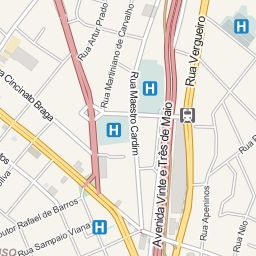 Rua Artur Prado
Rua Martiniano de Carvalho
Rua Vergueiro
H
H
Rua Maestro Cardim
Rua Cincinato Braga
H
Avenida Vinte e Três de Maio
Rua Apeninos
Rua Nilo
utor Rafael de Barros
H
Rua Sampaio Viana